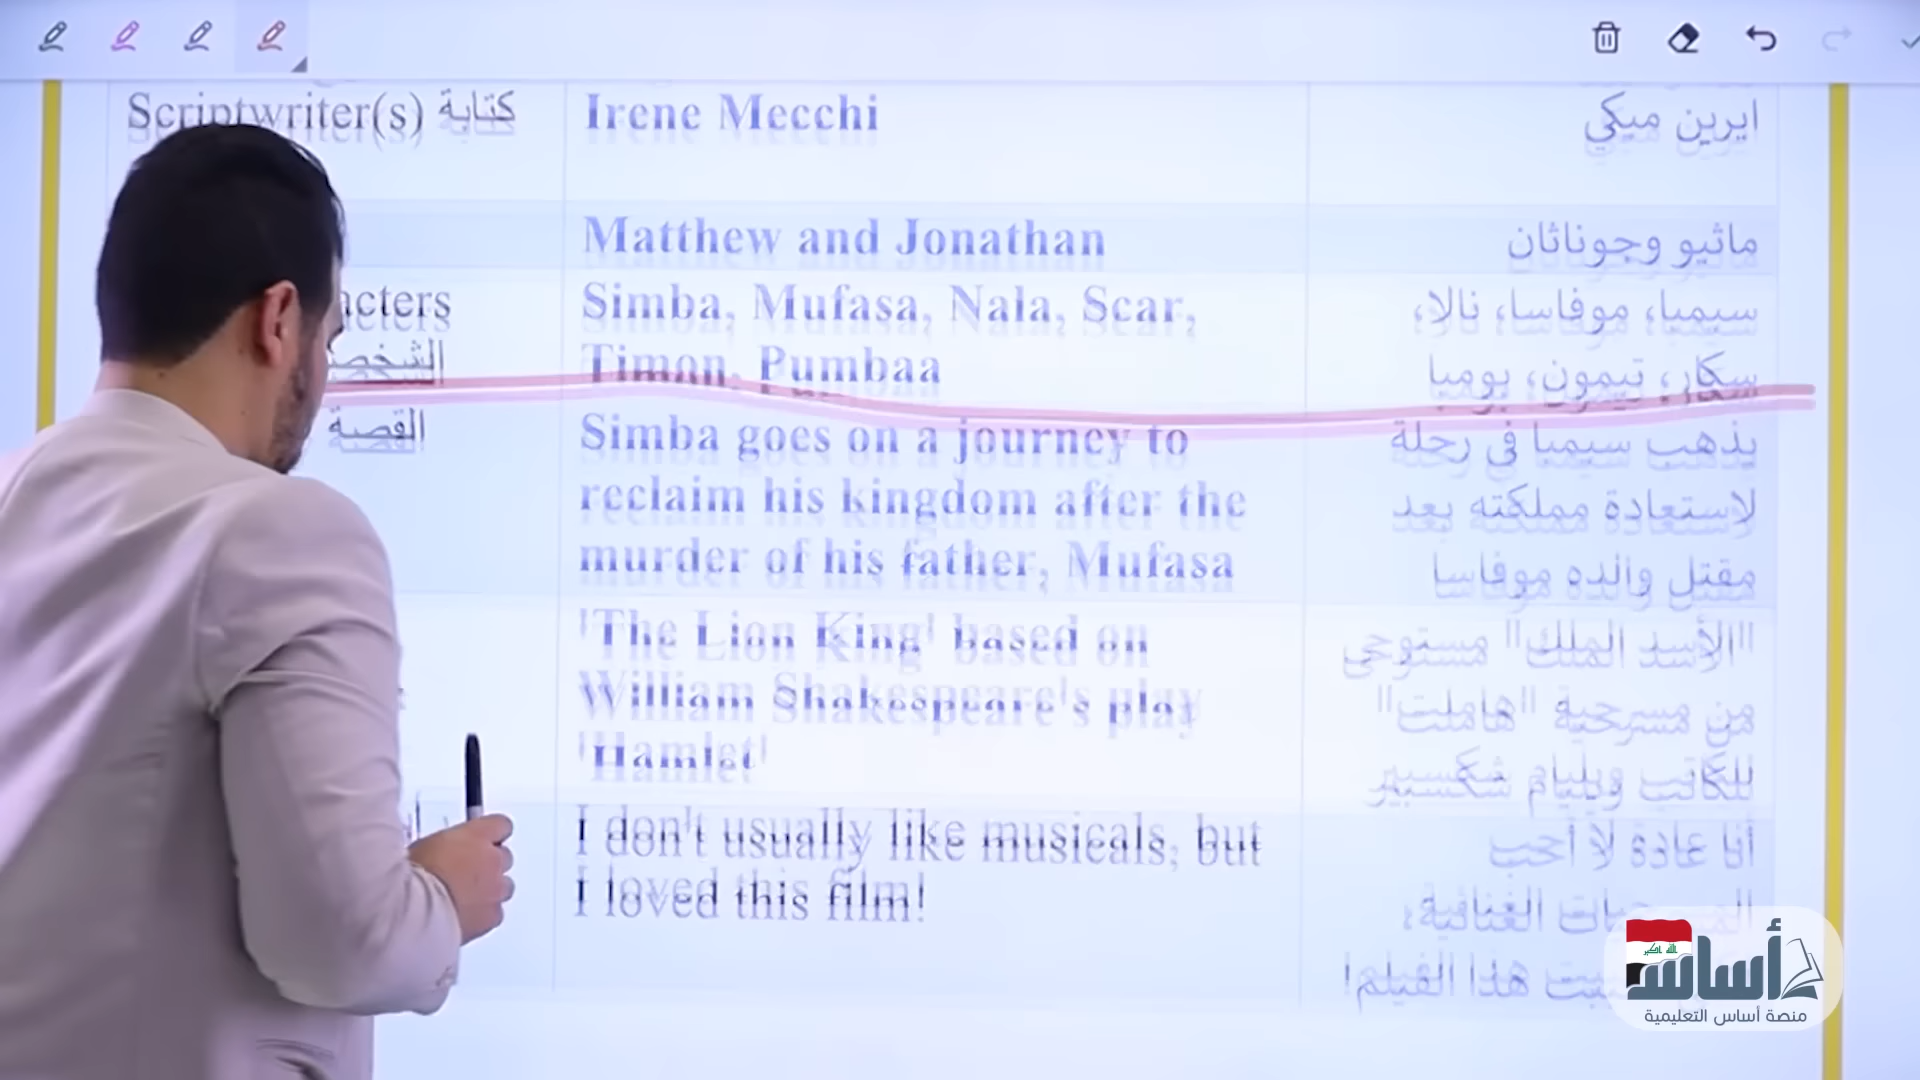 Scriptwriter(s) كتابة
Irene Mecchi
ايرين ميكي
Matthew and Jonathan
ماثيو وجوناثان
acters
الشخص
Simba, Mufasa, Nala, Scar,
Timon, Pumbaa
سيمبا، موفاسا، نالا،
سكار، تيمون، بومبا
القصة
Simba goes on a journey to
reclaim his kingdom after the
murder of his father, Mufasa
يذهب سيمبا في رحلة
لاستعادة مملكته بعد
مقتل والده موفاسا
'The Lion King' based on
William Shakespeare's play
'Hamlet'
"الأسد الملك" مستوحى
من مسرحية "هاملت"
للكاتب ويليام شكسبير
I don't usually like musicals, but
I loved this film!
أنا عادة لا أحب
الغنائية،
هذا الفيلم!
أساس
منصة أساس التعليمية